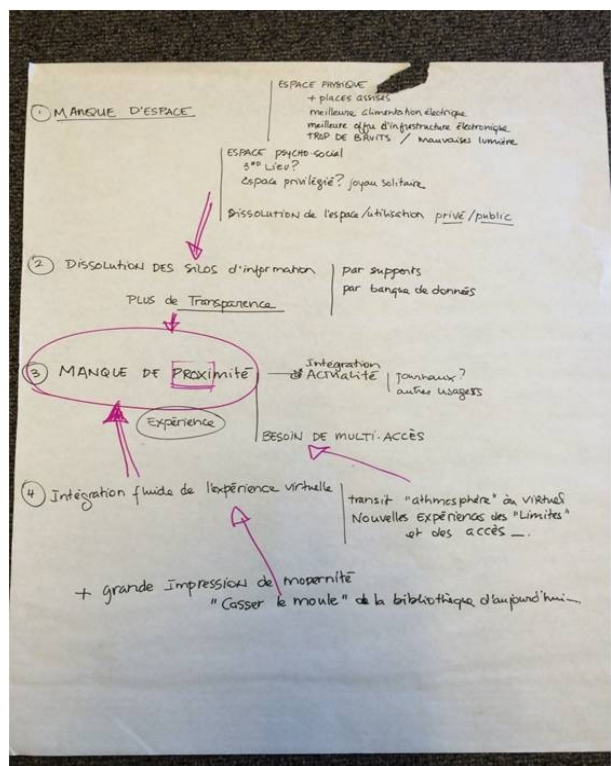 ESPACE PHYSIQUE
+ places assises
① MANQUE D'ESPACE
meilleure alimentation électrique
meilleure offre d'infrastructure électronique
TROP DE BRUITS / mauvaises lumière
ESPACE psycho-social
3ᴿᴰ Lieu?
espace privilégié? joyau solitaire
Dissolution de l'espace/utilisation privé/public
② DISSOLUTION DES SILOS d'information
par supports
par banque de données
PLUS de Transparence
③ MANQUE DE PROXimité
Intégration
Actualité
journaux?
autres usagers
Expérience
BESOIN DE MULTI-ACCÈS
④ Intégration fluide de l'expérience virtuelle
transit "athmosphère" au virtuel
Nouvelles Expériences des "Limites"
et des accès ...
+ grande Impression de modernité
"Casser le moule" de la bibliothèque d'aujourd'hui...